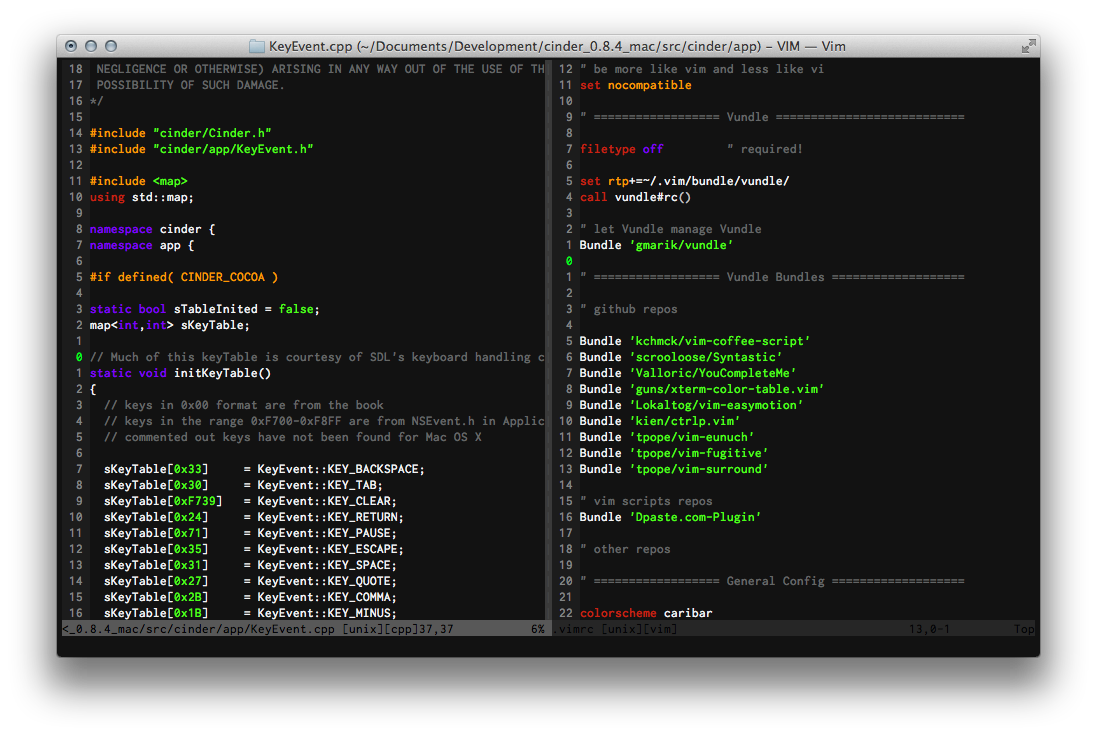 KeyEvent.cpp (~/Documents/Development/cinder_0.8.4_mac/src/cinder/app) – VIM — Vim
18 NEGLIGENCE OR OTHERWISE) ARISING IN ANY WAY OUT OF THE USE OF TH
17 POSSIBILITY OF SUCH DAMAGE.
16 */
15
14 #include "cinder/Cinder.h"
13 #include "cinder/app/KeyEvent.h"
12
11 #include <map>
10 using std::map;
9
8 namespace cinder {
7 namespace app {
6
5 #if defined( CINDER_COCOA )
4
3 static bool sTableInited = false;
2 map<int,int> sKeyTable;
1
0 // Much of this keyTable is courtesy of SDL's keyboard handling c
1 static void initKeyTable()
2 {
3   // keys in 0x00 format are from the book
4   // keys in the range 0xF700-0xF8FF are from NSEvent.h in Applic
5   // commented out keys have not been found for Mac OS X
6
7   sKeyTable[0x33]     = KeyEvent::KEY_BACKSPACE;
8   sKeyTable[0x30]     = KeyEvent::KEY_TAB;
9   sKeyTable[0xF739]   = KeyEvent::KEY_CLEAR;
10   sKeyTable[0x24]     = KeyEvent::KEY_RETURN;
11   sKeyTable[0x71]     = KeyEvent::KEY_PAUSE;
12   sKeyTable[0x35]     = KeyEvent::KEY_ESCAPE;
13   sKeyTable[0x31]     = KeyEvent::KEY_SPACE;
14   sKeyTable[0x27]     = KeyEvent::KEY_QUOTE;
15   sKeyTable[0x2B]     = KeyEvent::KEY_COMMA;
16   sKeyTable[0x1B]     = KeyEvent::KEY_MINUS;
<_0.8.4_mac/src/cinder/app/KeyEvent.cpp [unix][cpp]37,37 6%
12 " be more like vim and less like vi
11 set nocompatible
10
9 " ================== Vundle ===========================
8
7 filetype off         " required!
6
5 set rtp+=~/.vim/bundle/vundle/
4 call vundle#rc()
3
2 " let Vundle manage Vundle
1 Bundle 'gmarik/vundle'
0
1 " ================== Vundle Bundles ===================
2
3 " github repos
4
5 Bundle 'kchmck/vim-coffee-script'
6 Bundle 'scrooloose/Syntastic'
7 Bundle 'Valloric/YouCompleteMe'
8 Bundle 'guns/xterm-color-table.vim'
9 Bundle 'Lokaltog/vim-easymotion'
10 Bundle 'kien/ctrlp.vim'
11 Bundle 'tpope/vim-eunuch'
12 Bundle 'tpope/vim-fugitive'
13 Bundle 'tpope/vim-surround'
14
15 " vim scripts repos
16 Bundle 'Dpaste.com-Plugin'
17
18 " other repos
19
20 " ================== General Config ===================
21
22 colorscheme caribar
.vimrc [unix][vim] 13,0-1 Top